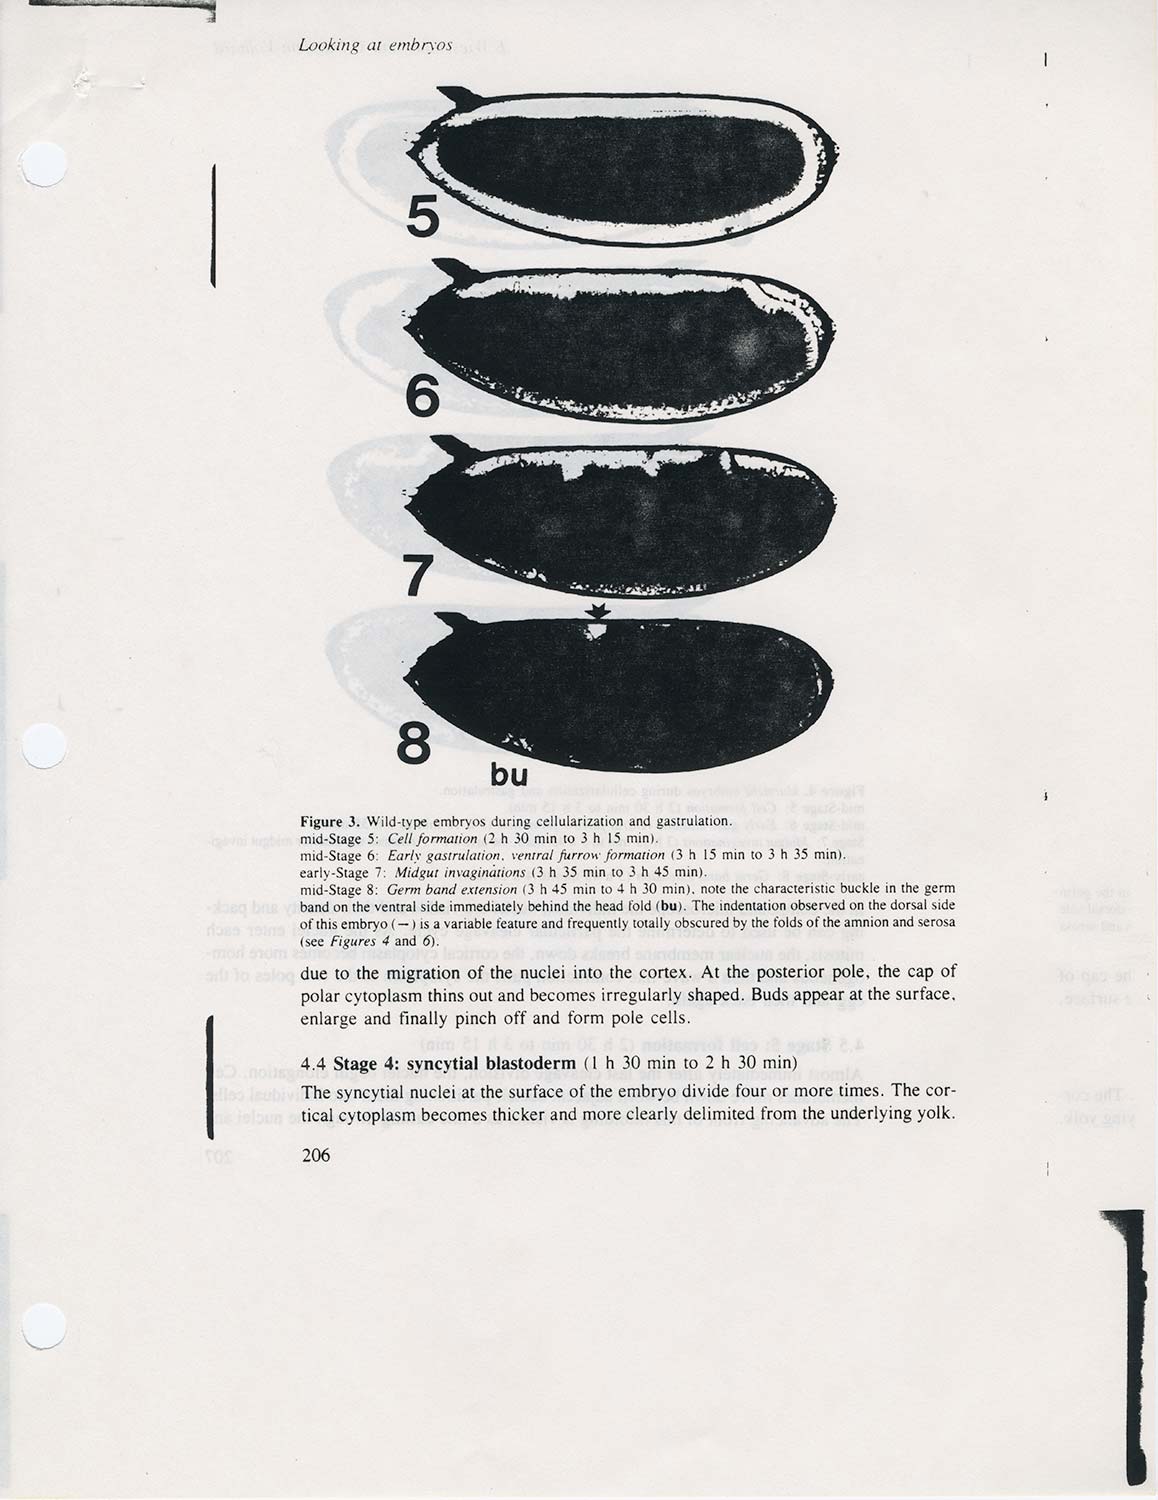 Looking at embryos
5
6
7
8
bu
Figure 3. Wild-type embryos during cellularization and gastrulation.
mid-Stage 5: Cell formation (2 h 30 min to 3 h 15 min).
mid-Stage 6: Early gastrulation, ventral furrow formation (3 h 15 min to 3 h 35 min).
early-Stage 7: Midgut invaginations (3 h 35 min to 3 h 45 min).
mid-Stage 8: Germ band extension (3 h 45 min to 4 h 30 min), note the characteristic buckle in the germ
band on the ventral side immediately behind the head fold (bu). The indentation observed on the dorsal side
of this embryo (–) is a variable feature and frequently totally obscured by the folds of the amnion and serosa
(see Figures 4 and 6).
due to the migration of the nuclei into the cortex. At the posterior pole, the cap of
polar cytoplasm thins out and becomes irregularly shaped. Buds appear at the surface,
enlarge and finally pinch off and form pole cells.
4.4 Stage 4: syncytial blastoderm (1 h 30 min to 2 h 30 min)
The syncytial nuclei at the surface of the embryo divide four or more times. The cor-
tical cytoplasm becomes thicker and more clearly delimited from the underlying yolk.
206